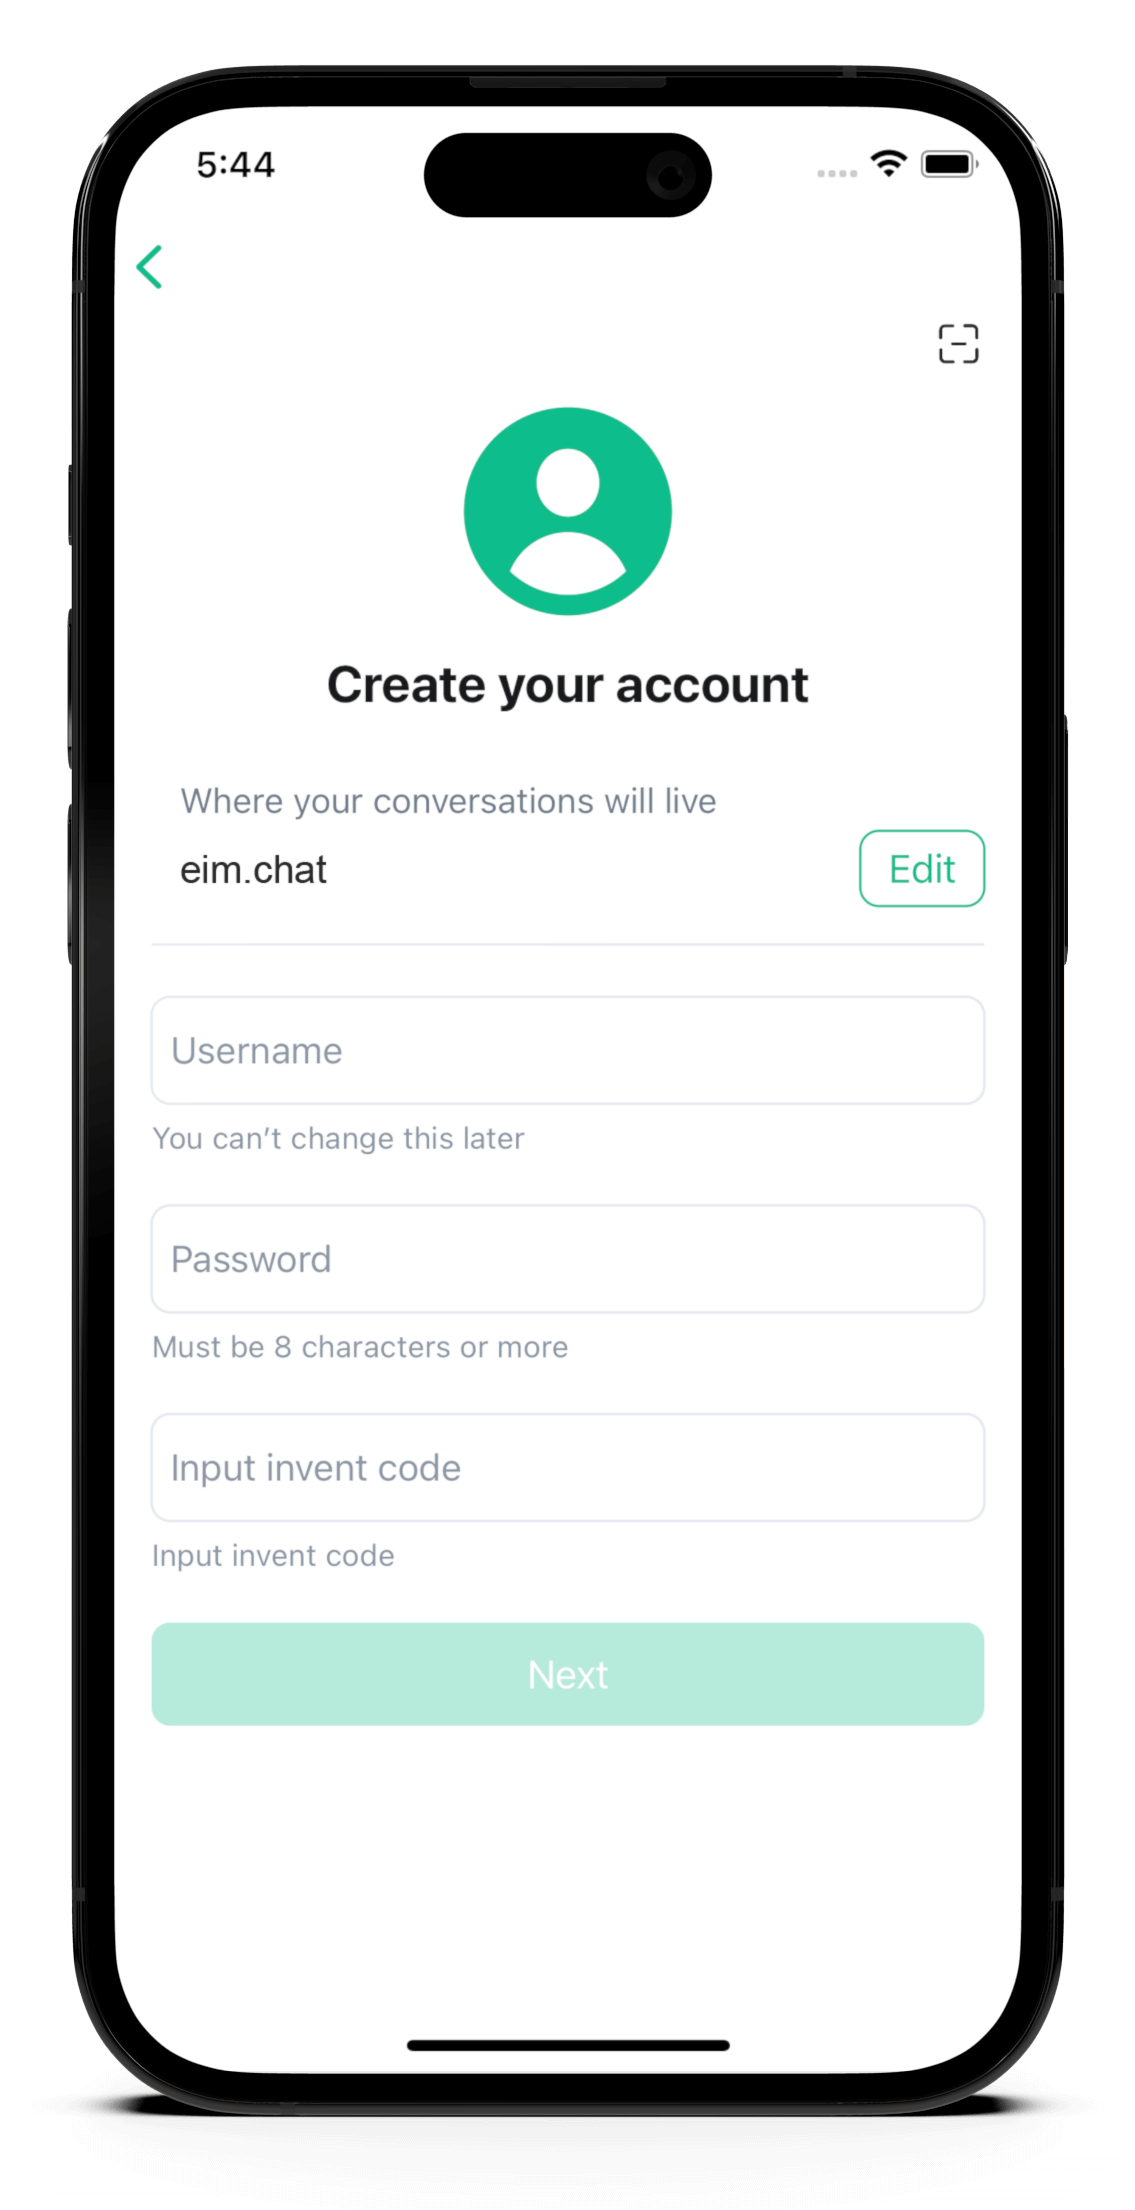 5:44
Create your account
Where your conversations will live
eim.chat
Edit
Username
You can’t change this later
Password
Must be 8 characters or more
Input invent code
Input invent code
Next